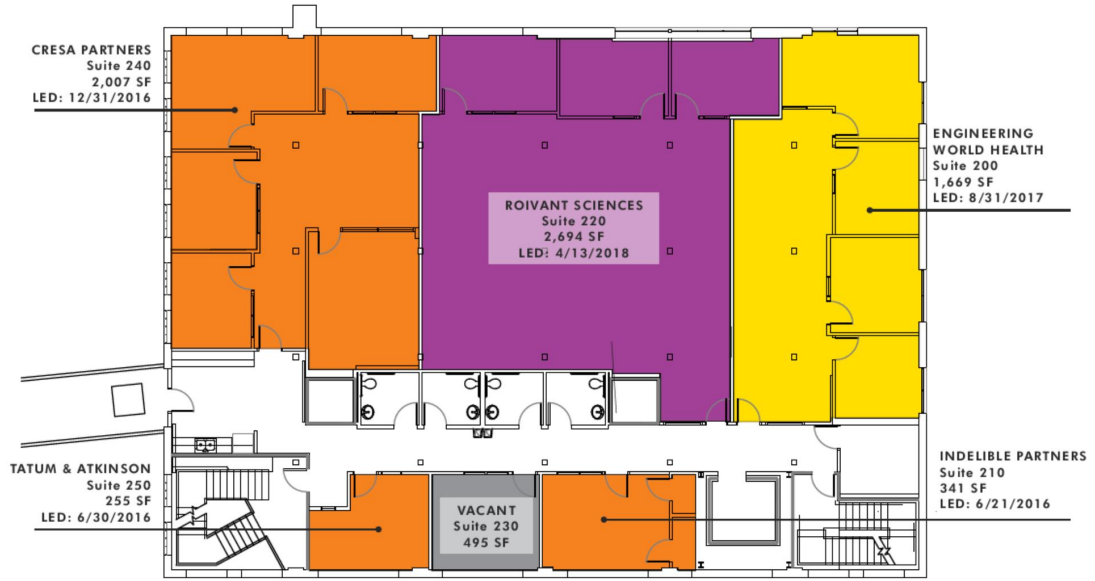 CRESA PARTNERS
Suite 240
2,007 SF
LED: 12/31/2016
ENGINEERING
WORLD HEALTH
Suite 200
1,669 SF
LED: 8/31/2017
ROIVANT SCIENCES
Suite 220
2,694 SF
LED: 4/13/2018
TATUM & ATKINSON
Suite 250
255 SF
LED: 6/30/2016
VACANT
Suite 230
495 SF
INDELIBLE PARTNERS
Suite 210
341 SF
LED: 6/21/2016